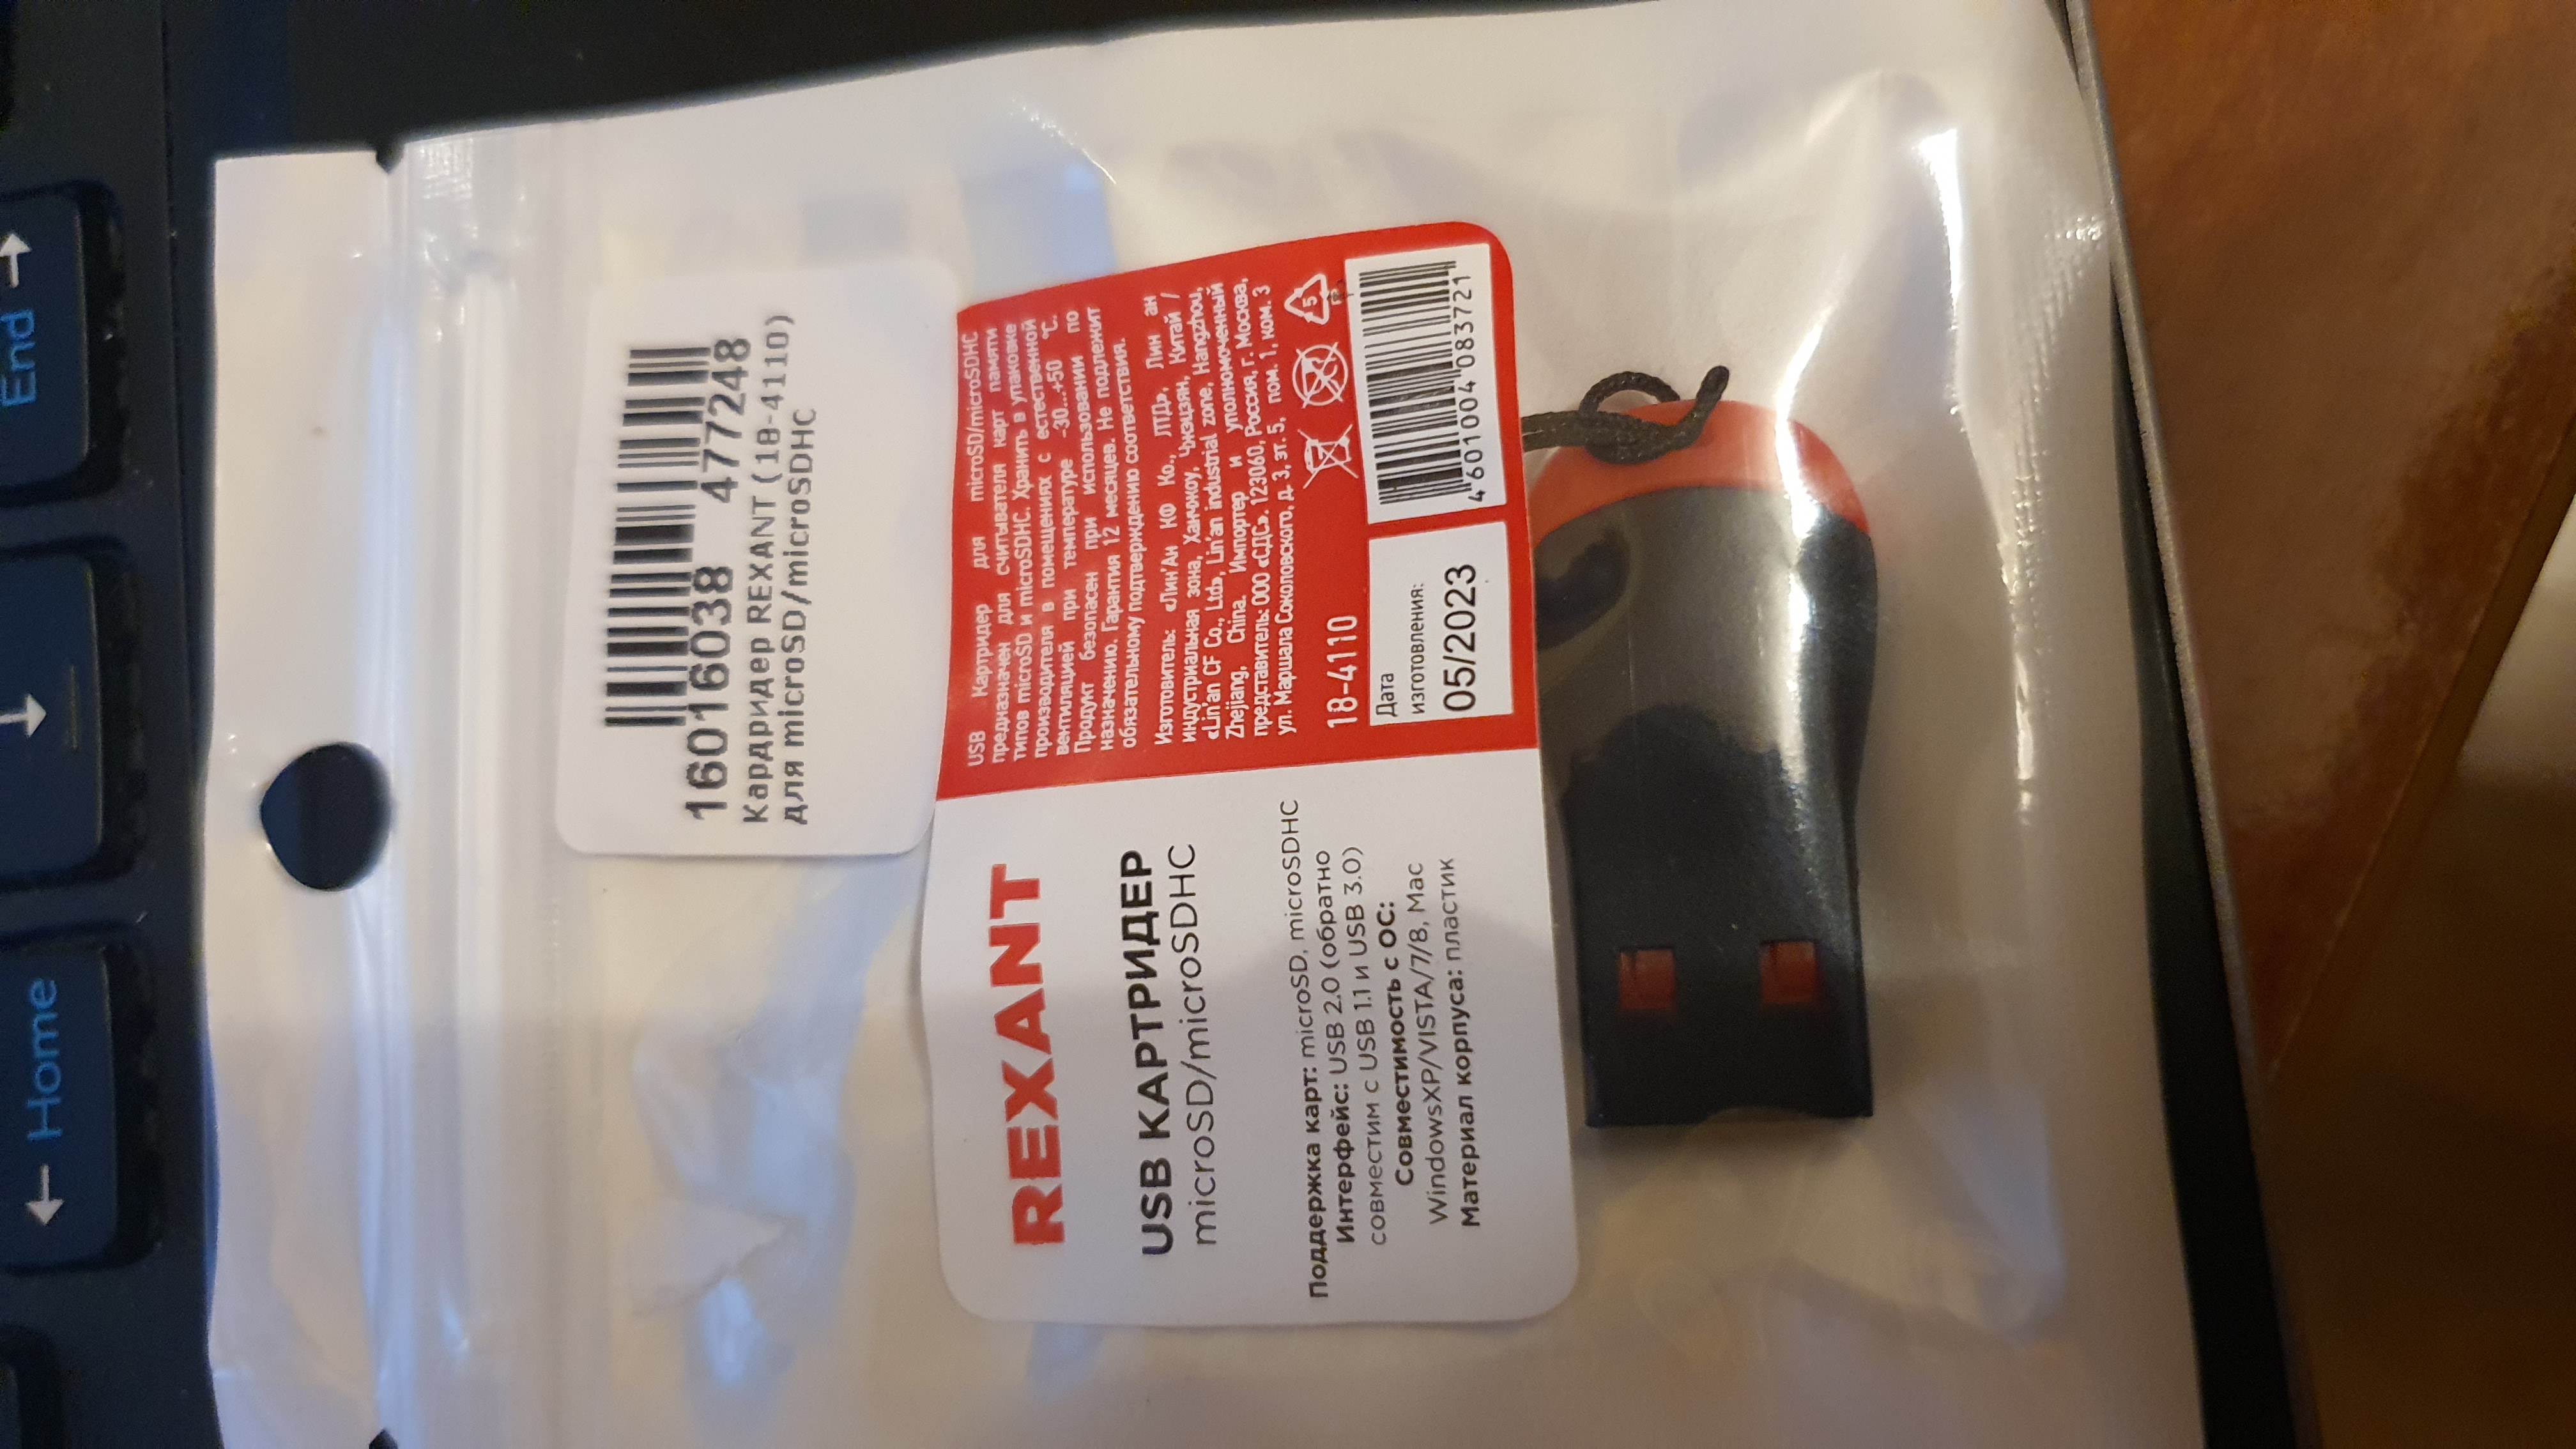 End →
↓
← Home
16016038 477248
Кардридер REXANT (18-4110)
для microSD/microSDHC
REXANT
USB КАРТРИДЕР
microSD/microSDHC
Поддержка карт: microSD, microSDHC
Интерфейс: USB 2.0 (обратно
совместим с USB 1.1 и USB 3.0)
Совместимость с ОС:
WindowsXP/VISTA/7/8, Mac
Материал корпуса: пластик
USB Картридер для microSD/microSDHC
предназначен для считывателя карт памяти
типов microSD и microSDHC. Хранить в упаковке
производителя в помещениях с естественной
вентиляцией при температуре -30...+50 °C.
Продукт безопасен при использовании по
назначению. Гарантия 12 месяцев. Не подлежит
обязательному подтверждению соответствия.
Изготовитель: «Лин'Ан КФ Ко., ЛТД», Лин ан
индустриальная зона, Ханчжоу, Чжэцзян, Китай /
«Lin'an CF Co., Ltd», Lin'an industrial zone, Hangzhou,
Zhejiang, China. Импортер и уполномоченный
представитель: ООО «СДС». 123060, Россия, г. Москва,
ул. Маршала Соколовского, д. 3, эт. 5, пом. 1, ком. 3
18-4110
5
Дата
изготовления:
05/2023
4 601004 083721